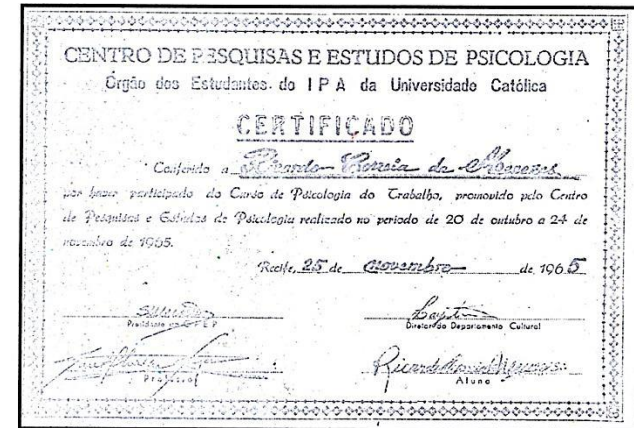 CENTRO DE PESQUISAS E ESTUDOS DE PSICOLOGIA
Órgão dos Estudantes do I P A da Universidade Católica
CERTIFICADO
Conferido a Ricardo Correia de
por haver participado do Curso de Psicologia do Trabalho, promovido pelo Centro
de Pesquisas e Estudos de Psicologia realizado no periodo de 20 de outubro a 24 de
novembro de 1965.
Recife, 25 de novembro de 1965
Presidente do C P E P
Diretor do Departamento Cultural
Professor
Ricardo
Aluno